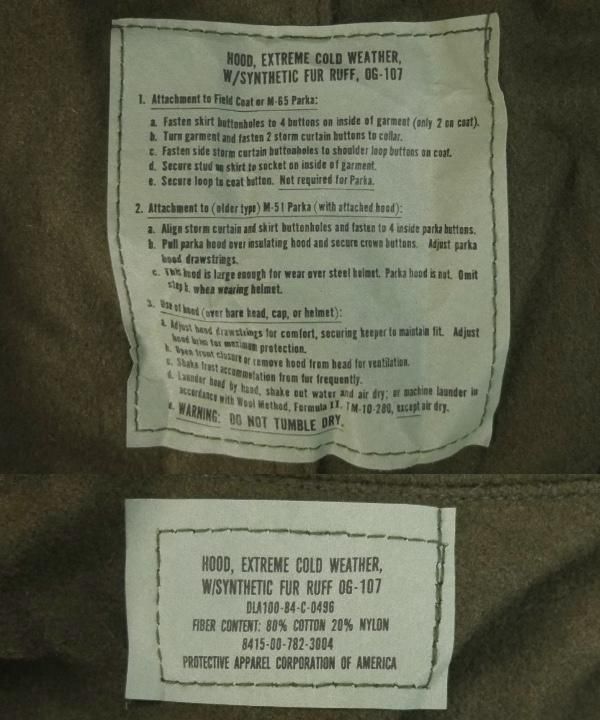 HOOD, EXTREME COLD WEATHER,
W/SYNTHETIC FUR RUFF, OG-107
1. Attachment to Field Coat or M-65 Parka:
a. Fasten skirt buttonholes to 4 buttons on inside of garment (only 2 on coat).
b. Turn garment and fasten 2 storm curtain buttons to collar.
c. Fasten side storm curtain buttonholes to shoulder loop buttons on coat.
d. Secure stud on skirt to socket on inside of garment.
e. Secure loop to coat button. Not required for Parka.
2. Attachment to (older type) M-51 Parka (with attached hood):
a. Align storm curtain and skirt buttonholes and fasten to 4 inside parka buttons.
b. Pull parka hood over insulating hood and secure crown buttons. Adjust parka
hood drawstrings.
c. This hood is large enough for wear over steel helmet. Parka hood is not. Omit
step b. when wearing helmet.
3. Use of hood (over bare head, cap, or helmet):
a. Adjust hood drawstrings for comfort, securing keeper to maintain fit. Adjust
hood brim for maximum protection.
b. Open front closure or remove hood from head for ventilation.
c. Shake frost accumulation from fur frequently.
d. Launder hood by hand, shake out water and air dry; or machine launder in
accordance with Wool Method, Formula II, TM-10-280, except air dry.
e. WARNING: DO NOT TUMBLE DRY.
HOOD, EXTREME COLD WEATHER,
W/SYNTHETIC FUR RUFF OG-107
DLA100-84-C-0496
FIBER CONTENT: 80% COTTON 20% NYLON
8415-00-782-3004
PROTECTIVE APPAREL CORPORATION OF AMERICA